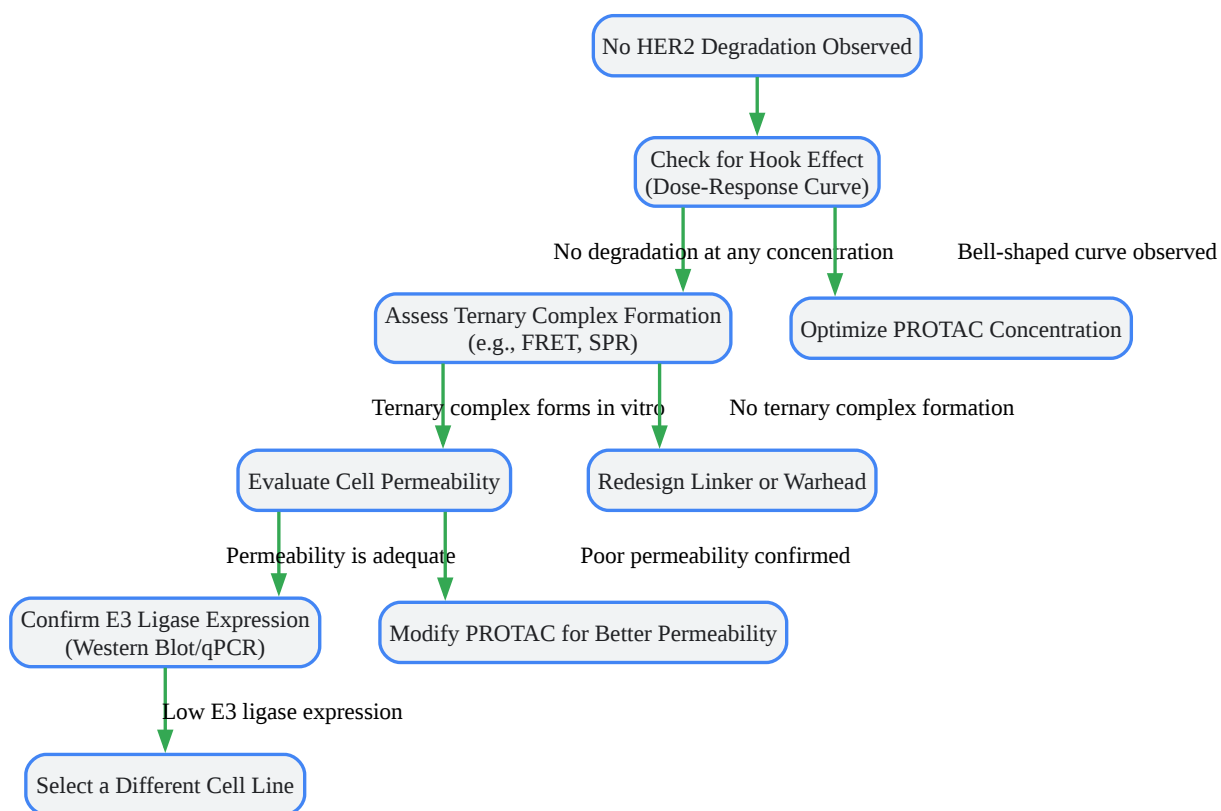 No HER2 Degradation Observed
Check for Hook Effect
(Dose-Response Curve)
No degradation at any concentration
Bell-shaped curve observed
Assess Ternary Complex Formation
(e.g., FRET, SPR)
Optimize PROTAC Concentration
Ternary complex forms in vitro
No ternary complex formation
Evaluate Cell Permeability
Redesign Linker or Warhead
Permeability is adequate
Poor permeability confirmed
Confirm E3 Ligase Expression
(Western Blot/qPCR)
Modify PROTAC for Better Permeability
Low E3 ligase expression
Select a Different Cell Line